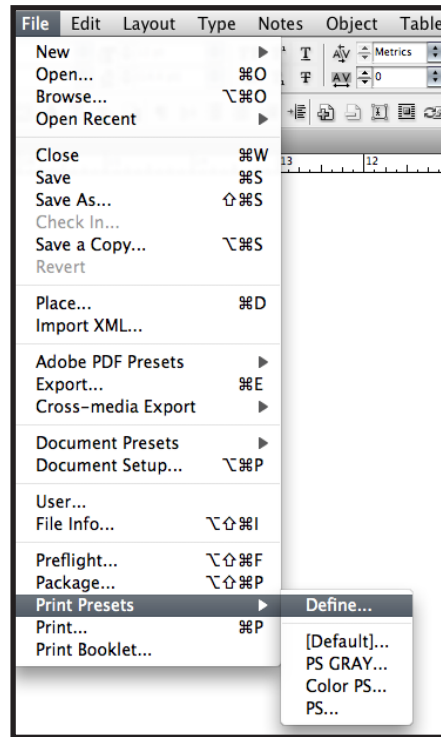 File Edit Layout Type Notes Object Table
New ▶
Open... ⌘O
Browse... ⌥⌘O
Open Recent ▶
Close ⌘W
Save ⌘S
Save As... ⇧⌘S
Check In...
Save a Copy... ⌥⌘S
Revert
Place... ⌘D
Import XML...
Adobe PDF Presets ▶
Export... ⌘E
Cross-media Export ▶
Document Presets ▶
Document Setup... ⌥⌘P
User...
File Info... ⌥⇧⌘I
Preflight... ⌥⇧⌘F
Package... ⌥⇧⌘P
Print Presets ▶
Print... ⌘P
Print Booklet...
Define...
[Default]...
PS GRAY...
Color PS...
PS...
T AV Metrics
T AV 0
13 12